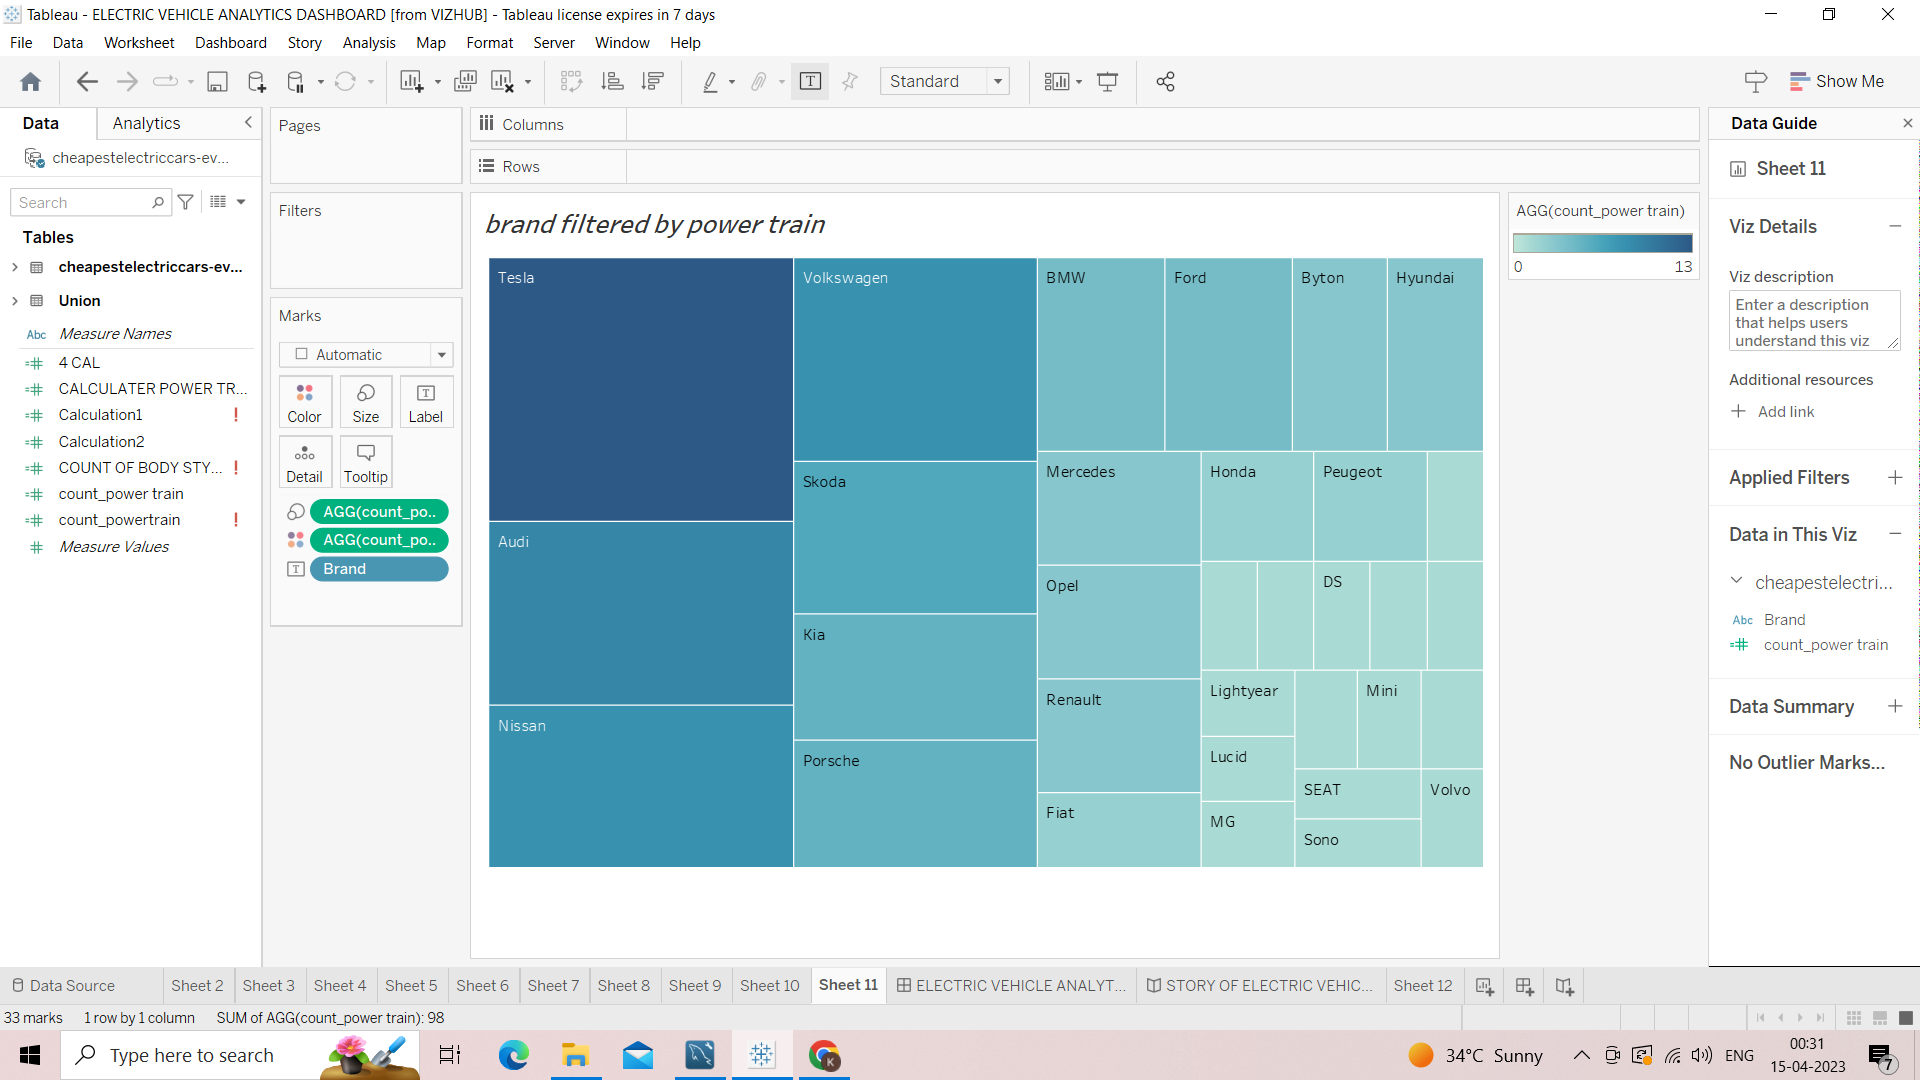 Tableau - ELECTRIC VEHICLE ANALYTICS DASHBOARD [from VIZHUB] - Tableau license expires in 7 days
File Data Worksheet Dashboard Story Analysis Map Format Server Window Help
Standard
Show Me
Data Analytics
cheapestelectriccars-ev...
Search
Tables
cheapestelectriccars-ev...
Union
Abc Measure Names
4 CAL
CALCULATER POWER TR...
Calculation1 !
Calculation2
COUNT OF BODY STY... !
count_power train
count_powertrain !
Measure Values
Pages
Filters
Marks
Automatic
Color Size Label
Detail Tooltip
AGG(count_po..
AGG(count_po..
Brand
Columns
Rows
brand filtered by power train
Tesla
Audi
Nissan
Volkswagen
Skoda
Kia
Porsche
BMW
Ford
Byton
Hyundai
Mercedes
Opel
Renault
Fiat
Honda
Peugeot
DS
Lightyear
Lucid
MG
Mini
SEAT
Sono
Volvo
AGG(count_power train)
0 13
Data Guide
Sheet 11
Viz Details
Viz description
Enter a description
that helps users
understand this viz
Additional resources
Add link
Applied Filters
Data in This Viz
cheapestelectri...
Abc Brand
count_power train
Data Summary
No Outlier Marks...
Data Source Sheet 2 Sheet 3 Sheet 4 Sheet 5 Sheet 6 Sheet 7 Sheet 8 Sheet 9 Sheet 10 Sheet 11 ELECTRIC VEHICLE ANALYT... STORY OF ELECTRIC VEHIC... Sheet 12
33 marks 1 row by 1 column SUM of AGG(count_power train): 98
Type here to search
K
34°C Sunny
ENG
00:31
15-04-2023
7